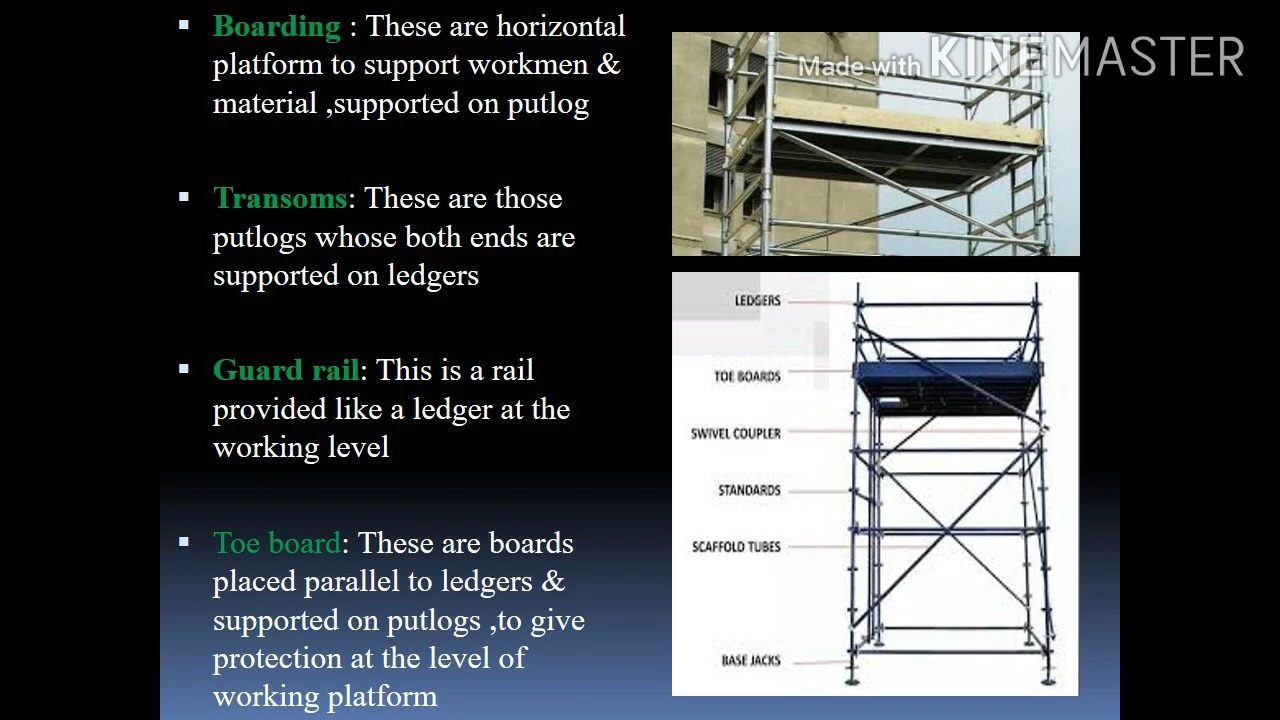 ▪ Boarding : These are horizontal
platform to support workmen &
material ,supported on putlog
▪ Transoms: These are those
putlogs whose both ends are
supported on ledgers
▪ Guard rail: This is a rail
provided like a ledger at the
working level
▪ Toe board: These are boards
placed parallel to ledgers &
supported on putlogs ,to give
protection at the level of
working platform
Made with KINEMASTER
LEDGERS
TOE BOARDS
SWIVEL COUPLER
STANDARDS
SCAFFOLD TUBES
BASE JACKS